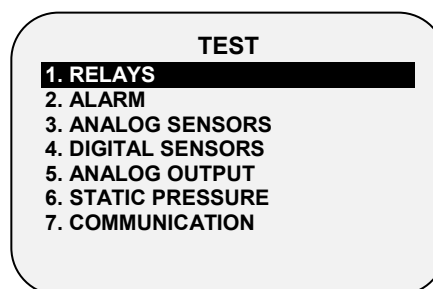 TEST
1. RELAYS
2. ALARM
3. ANALOG SENSORS
4. DIGITAL SENSORS
5. ANALOG OUTPUT
6. STATIC PRESSURE
7. COMMUNICATION